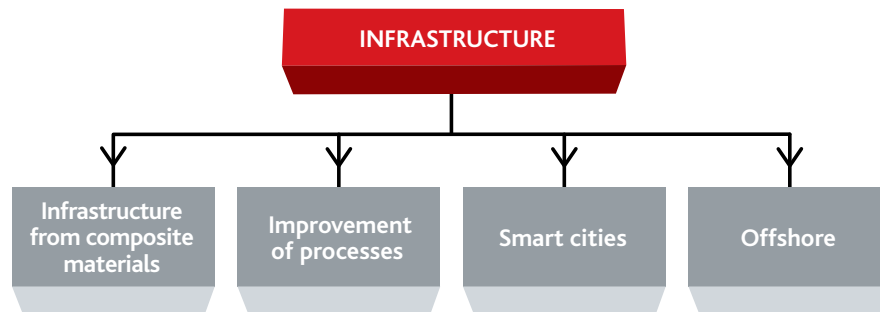 INFRASTRUCTURE
Infrastructure
from composite
materials
Improvement
of processes
Smart cities
Offshore